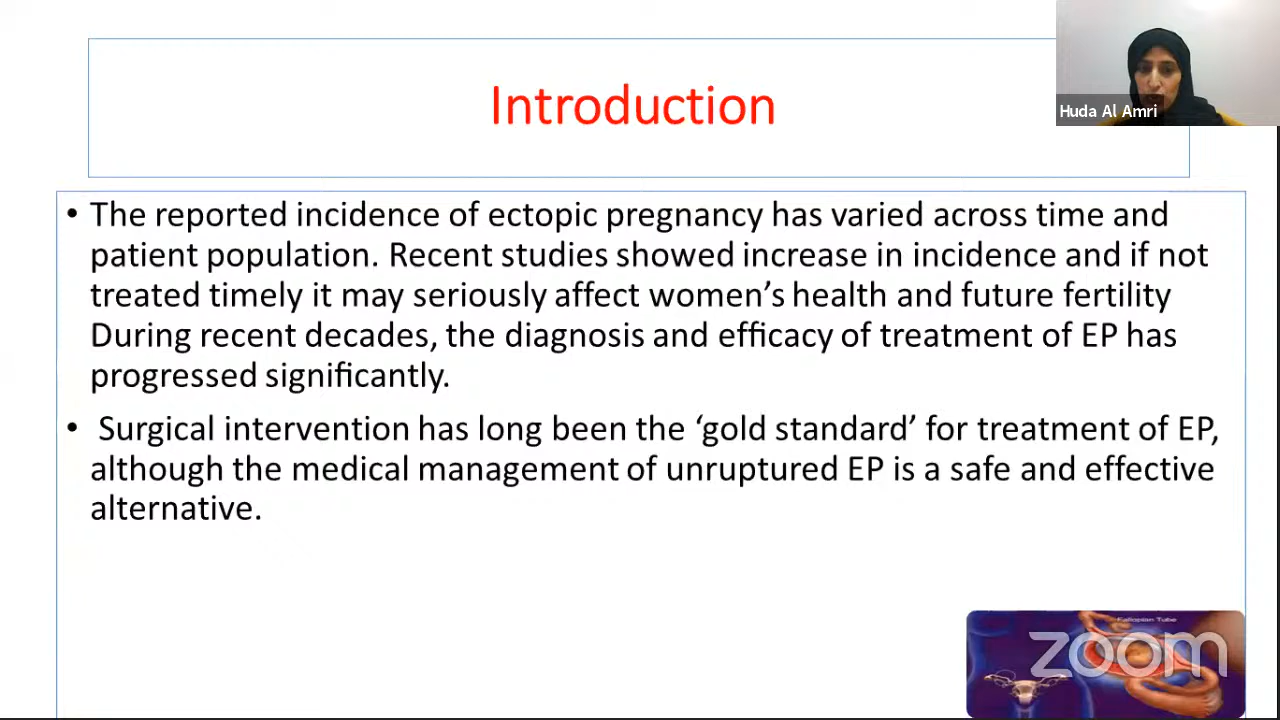 Introduction
Huda Al Amri
• The reported incidence of ectopic pregnancy has varied across time and
patient population. Recent studies showed increase in incidence and if not
treated timely it may seriously affect women’s health and future fertility
During recent decades, the diagnosis and efficacy of treatment of EP has
progressed significantly.
• Surgical intervention has long been the ‘gold standard’ for treatment of EP,
although the medical management of unruptured EP is a safe and effective
alternative.
Fallopian Tube
zoom